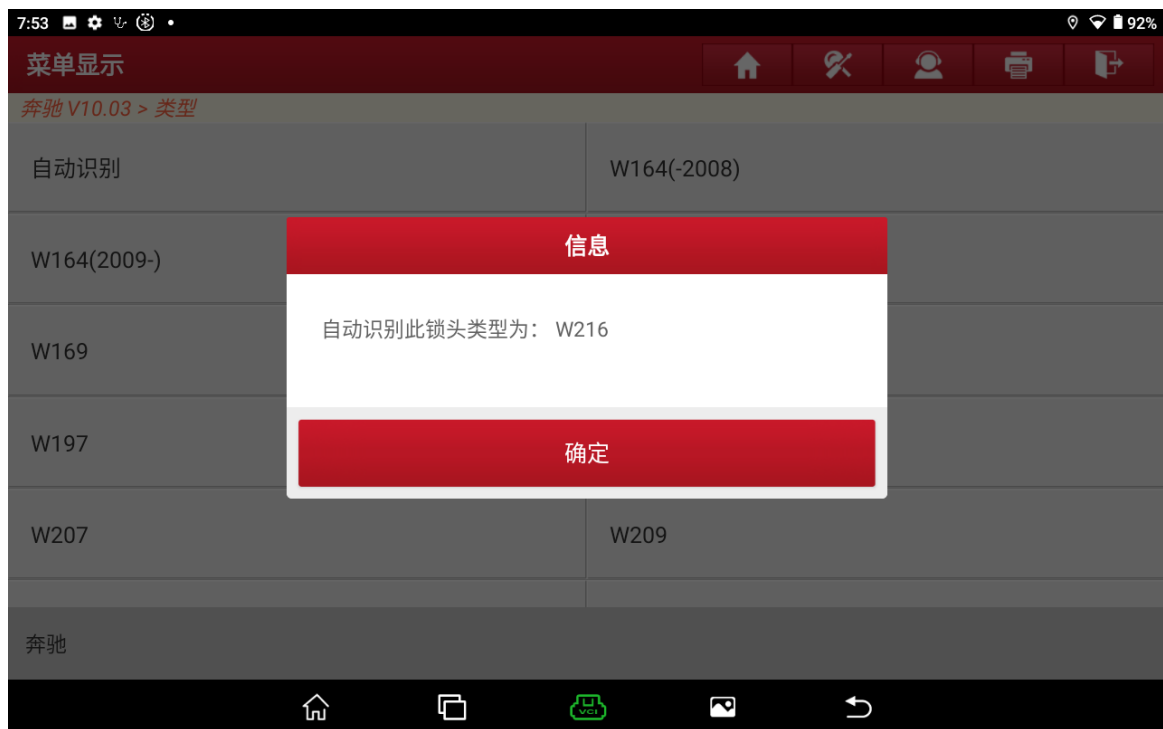 7:53
92%
菜单显示
奔驰 V10.03 > 类型
自动识别
W164(-2008)
W164(2009-)
信息
自动识别此锁头类型为： W216
W169
W197
确定
W207
W209
奔驰
VCI